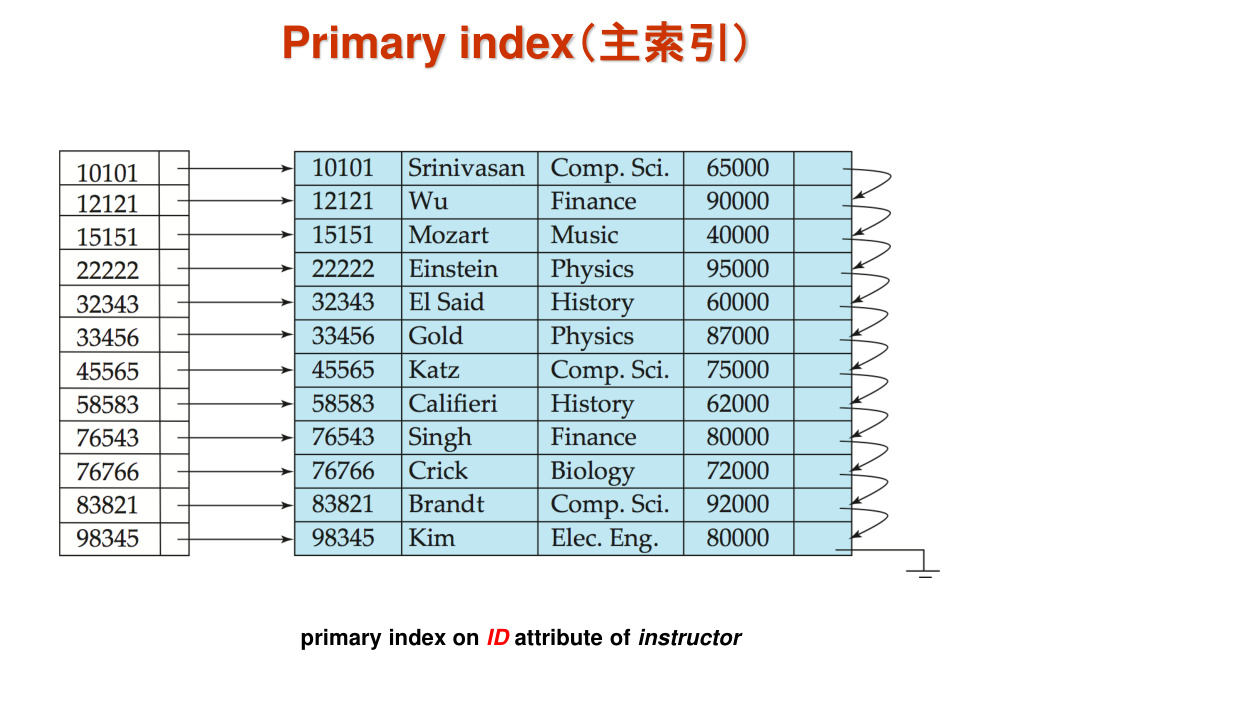 Primary index（主索引）
10101 10101 Srinivasan Comp. Sci. 65000
12121 12121 Wu Finance 90000
15151 15151 Mozart Music 40000
22222 22222 Einstein Physics 95000
32343 32343 El Said History 60000
33456 33456 Gold Physics 87000
45565 45565 Katz Comp. Sci. 75000
58583 58583 Califieri History 62000
76543 76543 Singh Finance 80000
76766 76766 Crick Biology 72000
83821 83821 Brandt Comp. Sci. 92000
98345 98345 Kim Elec. Eng. 80000
primary index on ID attribute of instructor